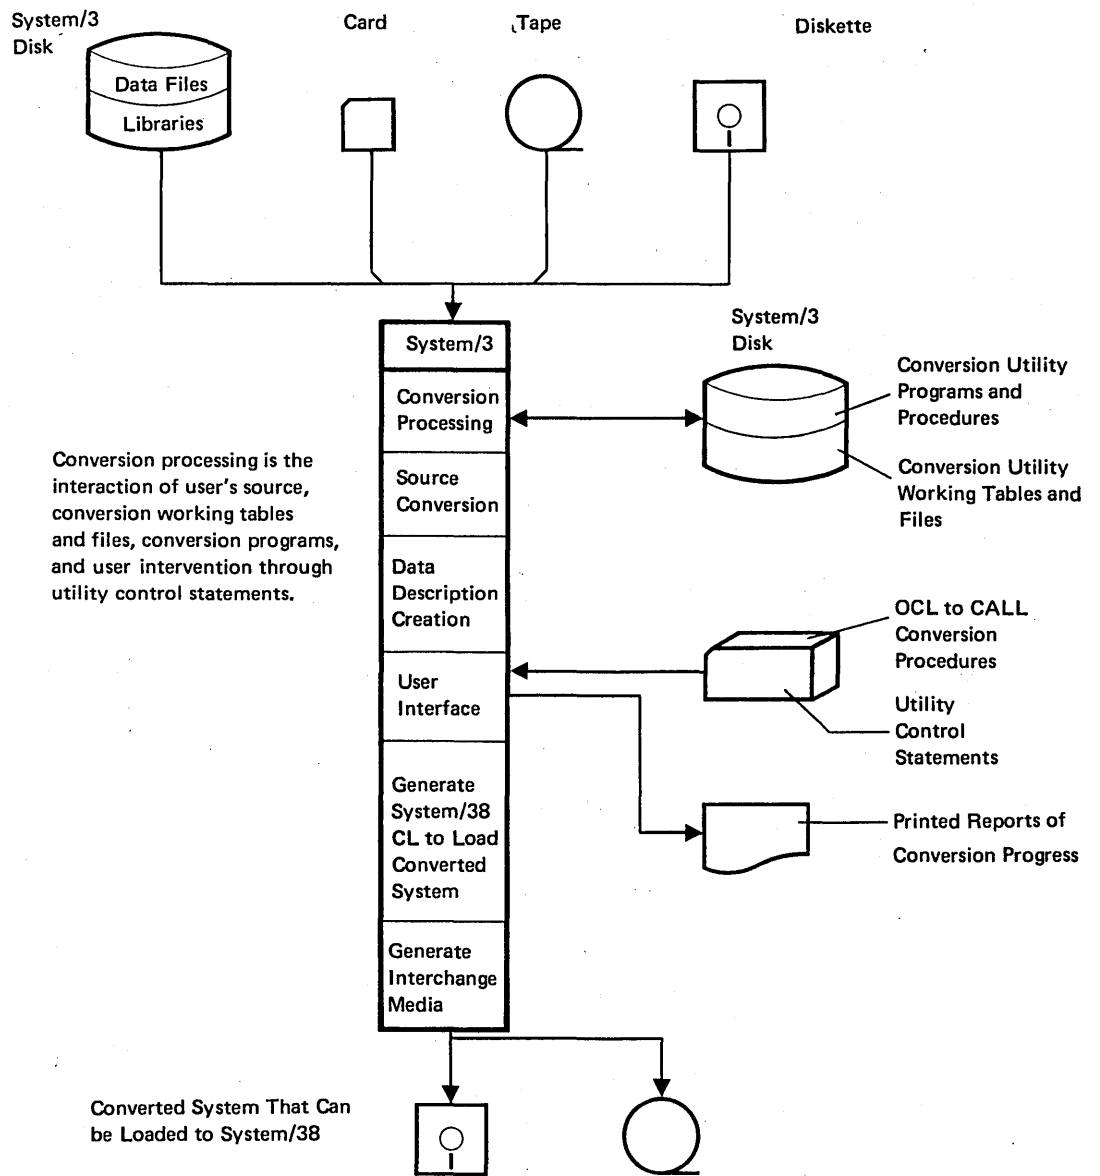 System/3
Disk
Card
Tape
Diskette
Data Files
Libraries
System/3
System/3
Disk
Conversion
Processing
Conversion Utility
Programs and
Procedures
Conversion processing is the
interaction of user's source,
conversion working tables
and files, conversion programs,
and user intervention through
utility control statements.
Source
Conversion
Conversion Utility
Working Tables and
Files
Data
Description
Creation
OCL to CALL
Conversion
Procedures
User
Interface
Utility
Control
Statements
Generate
System/38
CL to Load
Converted
System
Printed Reports of
Conversion Progress
Generate
Interchange
Media
Converted System That Can
be Loaded to System/38